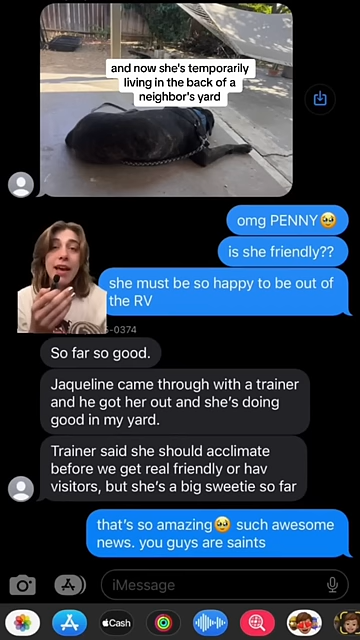 and now she's temporarily
living in the back of a
neighbor's yard
omg PENNY🥹
is she friendly??
she must be so happy to be out of
the RV
-0374
So far so good.
Jaqueline came through with a trainer
and he got her out and she's doing
good in my yard.
Trainer said she should acclimate
before we get real friendly or hav
visitors, but she's a big sweetie so far
that's so amazing🥹 such awesome
news. you guys are saints
iMessage
Cash